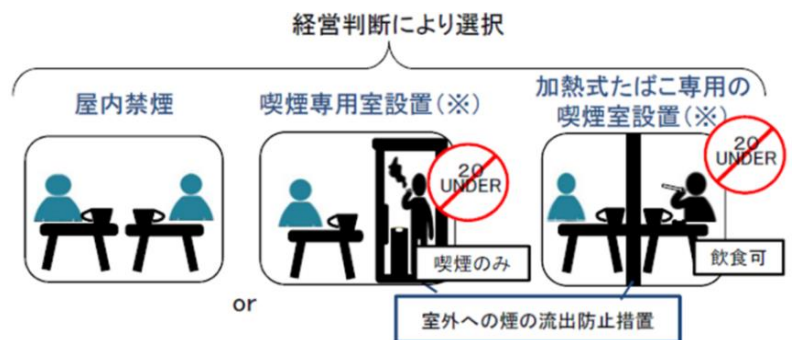 経営判断により選択
屋内禁煙
喫煙専用室設置(※)
加熱式たばこ専用の
喫煙室設置(※)
20
UNDER
20
UNDER
喫煙のみ
飲食可
or
室外への煙の流出防止措置